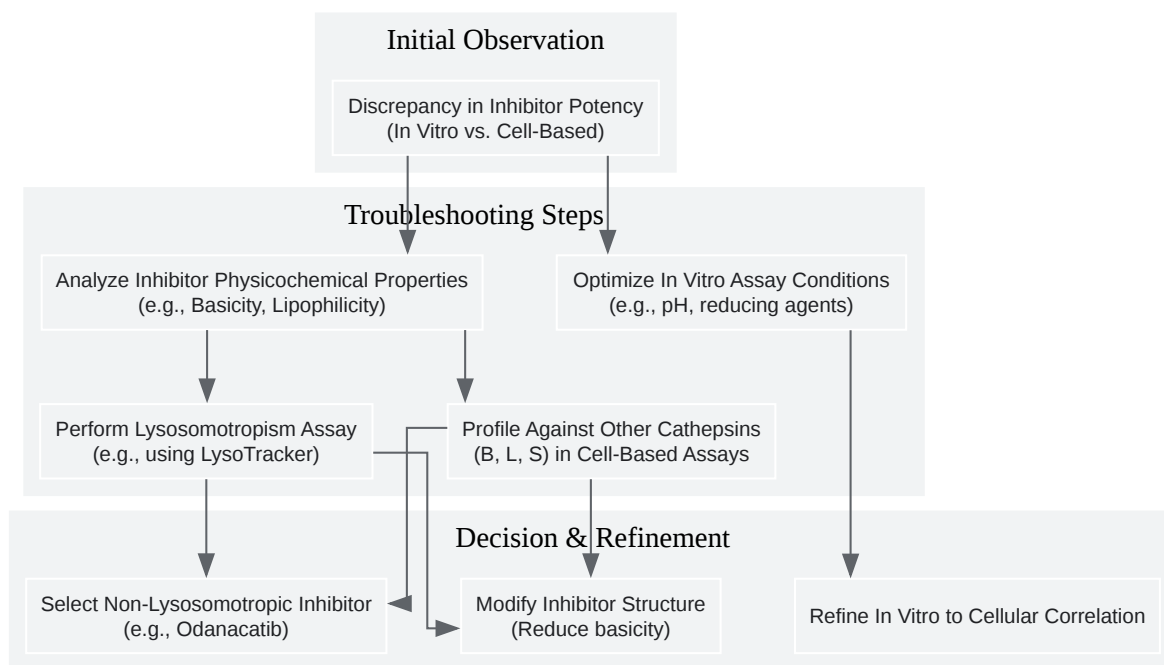 Initial Observation
Discrepancy in Inhibitor Potency
(In Vitro vs. Cell-Based)
Troubleshooting Steps
Analyze Inhibitor Physicochemical Properties
(e.g., Basicity, Lipophilicity)
Optimize In Vitro Assay Conditions
(e.g., pH, reducing agents)
Perform Lysosomotropism Assay
(e.g., using LysoTracker)
Profile Against Other Cathepsins
(B, L, S) in Cell-Based Assays
Decision & Refinement
Select Non-Lysosomotropic Inhibitor
(e.g., Odanacatib)
Modify Inhibitor Structure
(Reduce basicity)
Refine In Vitro to Cellular Correlation